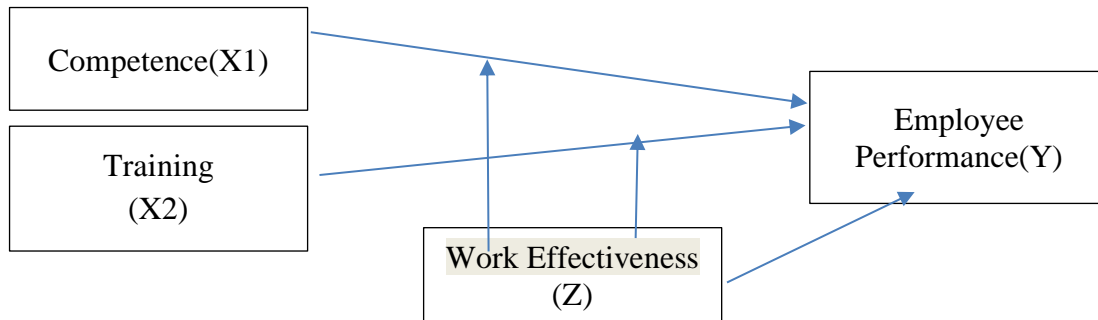 Competence(X1)
Training
(X2)
Employee
Performance(Y)
Work Effectiveness
(Z)